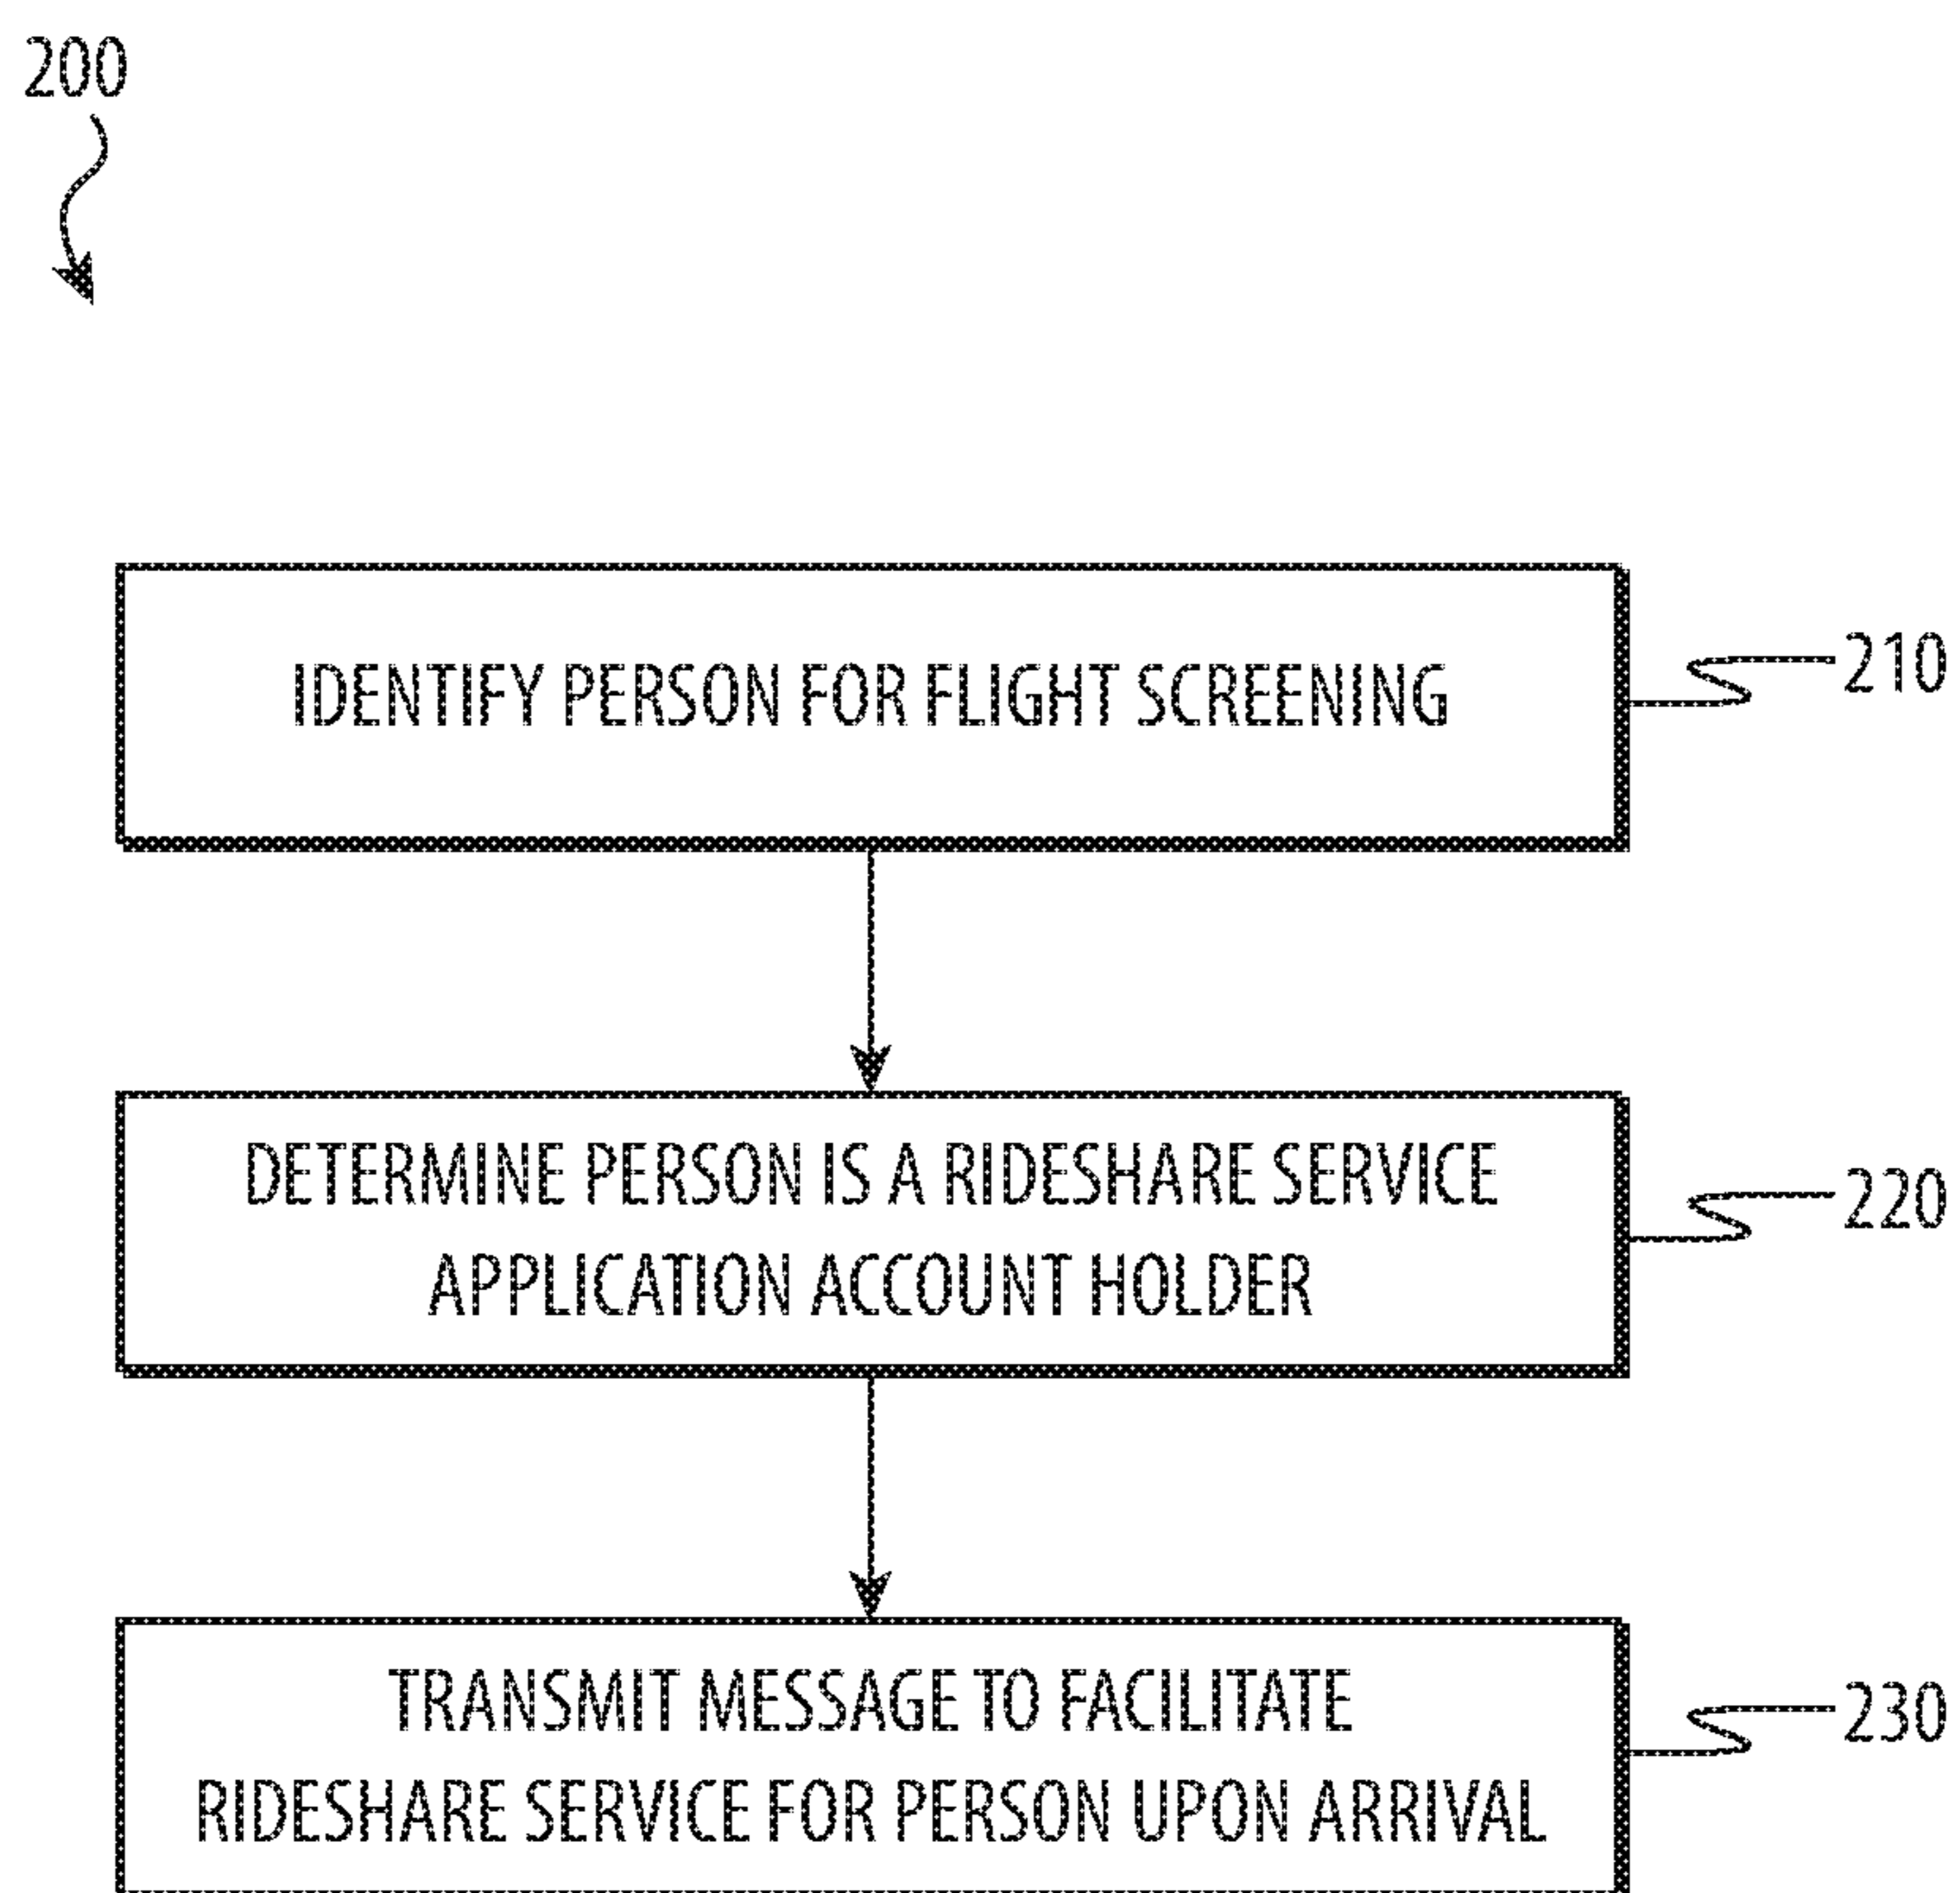 200
IDENTIFY PERSON FOR FLIGHT SCREENING
210
DETERMINE PERSON IS A RIDESHARE SERVICE
APPLICATION ACCOUNT HOLDER
220
TRANSMIT MESSAGE TO FACILITATE
RIDESHARE SERVICE FOR PERSON UPON ARRIVAL
230